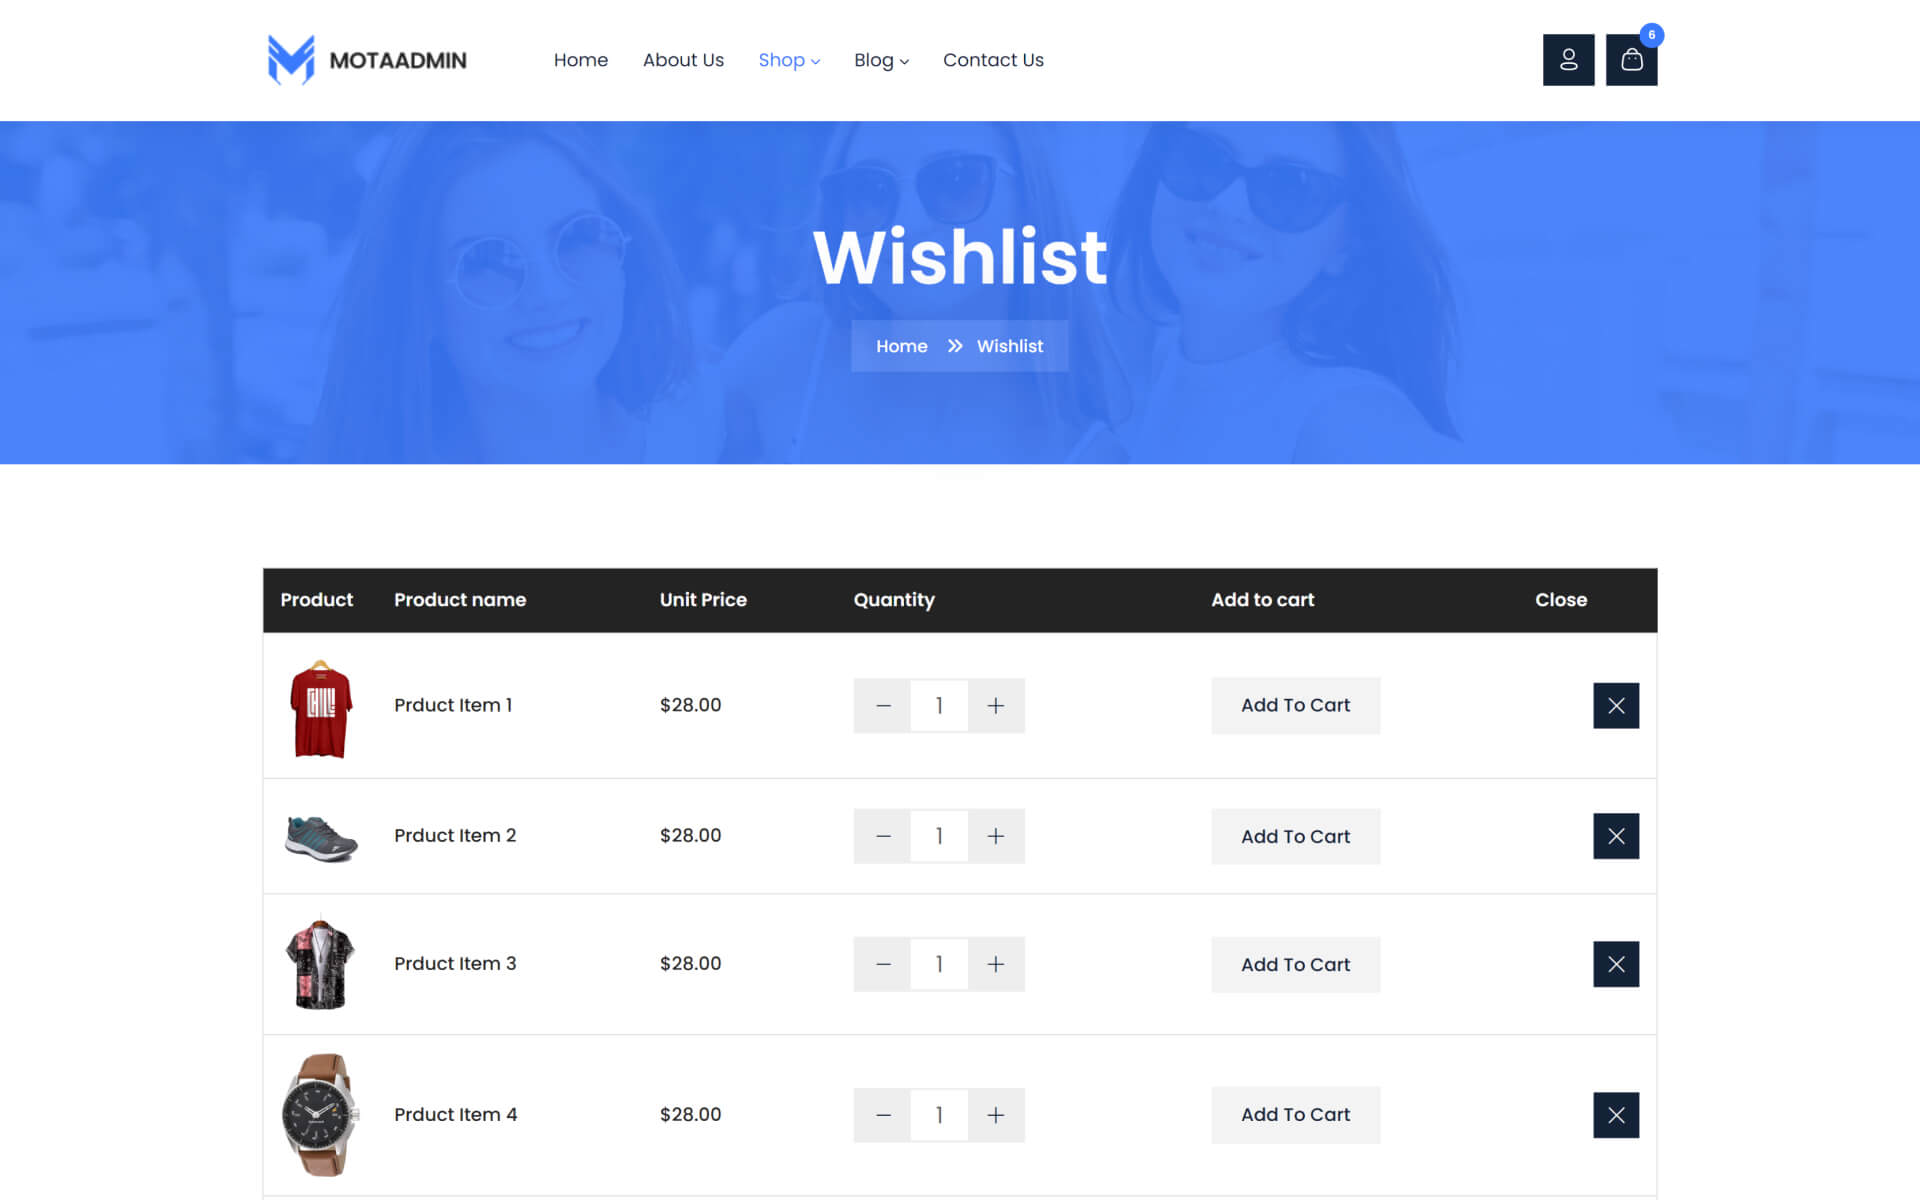 MOTAADMIN Home About Us Shop Blog Contact Us 6
Wishlist
Home Wishlist
Product Product name Unit Price Quantity Add to cart Close
Prduct Item 1 $28.00 − 1 + Add To Cart
Prduct Item 2 $28.00 − 1 + Add To Cart
Prduct Item 3 $28.00 − 1 + Add To Cart
Prduct Item 4 $28.00 − 1 + Add To Cart